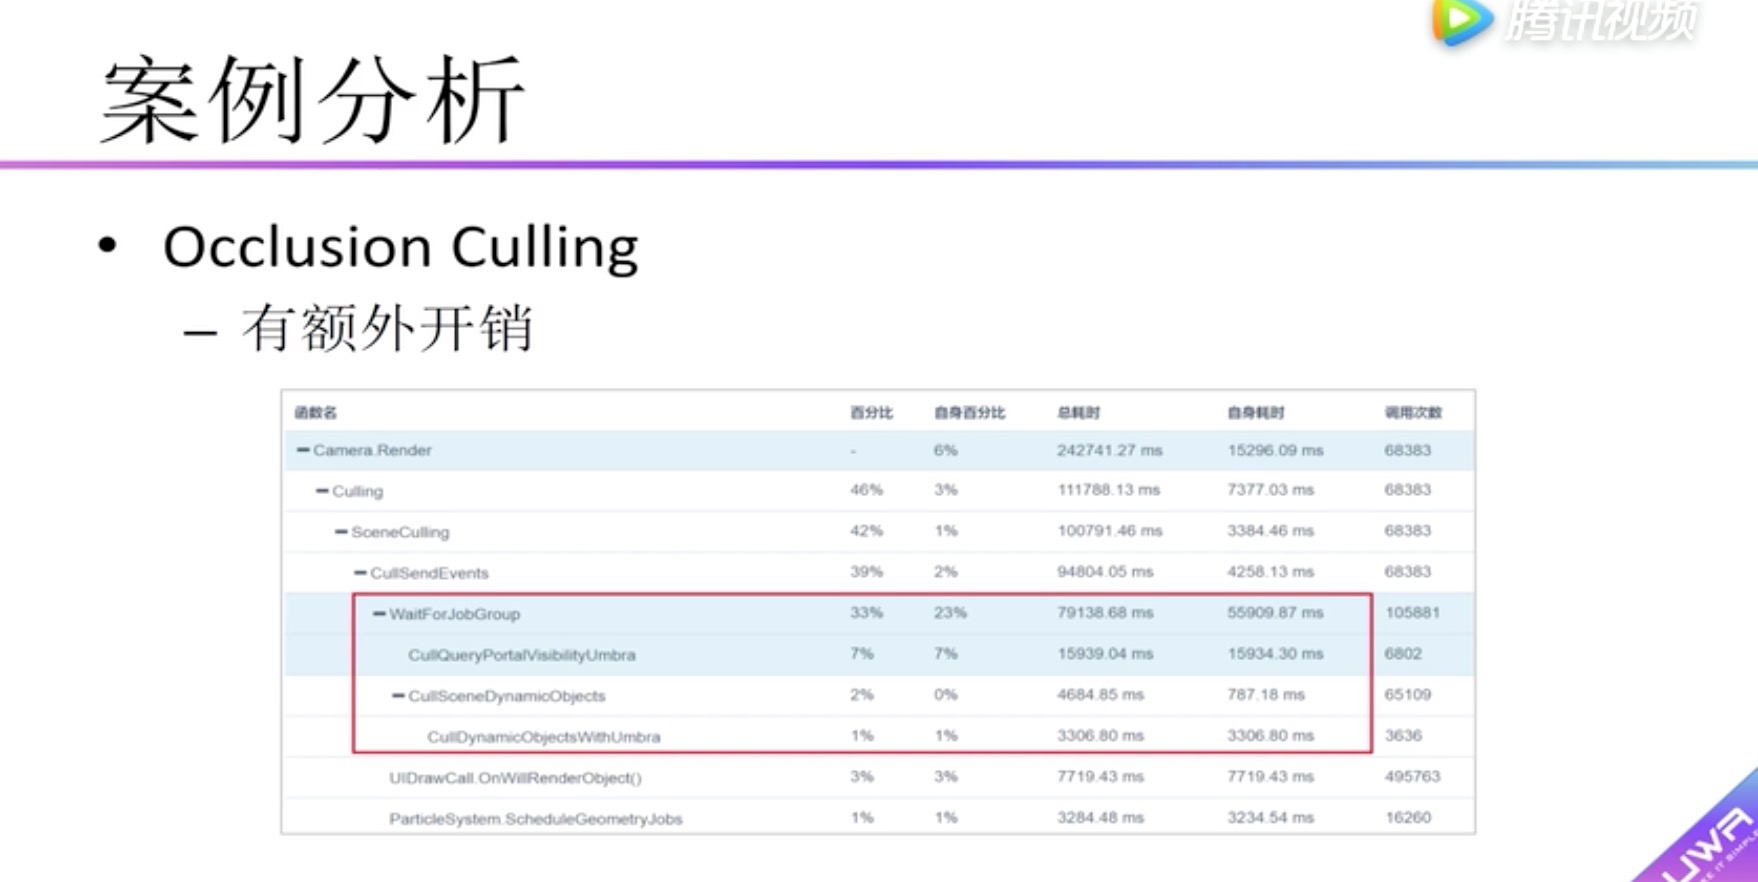 腾讯视频
案例分析
• Occlusion Culling
– 有额外开销
函数名 百分比 自身百分比 总耗时 自身耗时 调用次数
Camera.Render - 6% 242741.27 ms 15296.09 ms 68383
Culling 46% 3% 111788.13 ms 7377.03 ms 68383
SceneCulling 42% 1% 100791.46 ms 3384.46 ms 68383
CullSendEvents 39% 2% 94804.05 ms 4258.13 ms 68383
WaitForJobGroup 33% 23% 79138.68 ms 55909.87 ms 105881
CullQueryPortalVisibilityUmbra 7% 7% 15939.04 ms 15934.30 ms 6802
CullSceneDynamicObjects 2% 0% 4684.85 ms 787.18 ms 65109
CullDynamicObjectsWithUmbra 1% 1% 3306.80 ms 3306.80 ms 3636
UIDrawCall.OnWillRenderObject() 3% 3% 7719.43 ms 7719.43 ms 495763
ParticleSystem.ScheduleGeometryJobs 1% 1% 3284.48 ms 3234.54 ms 16260
UWA